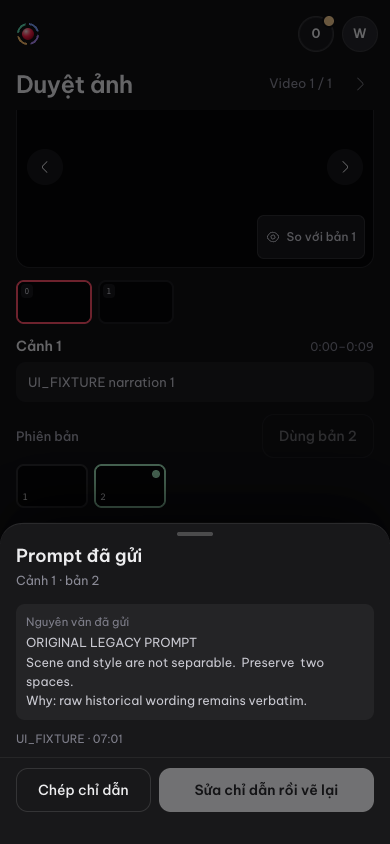 0
W
Duyệt ảnh
Video 1 / 1
So với bản 1
0
1
Cảnh 1
0:00–0:09
UI_FIXTURE narration 1
Phiên bản
Dùng bản 2
1
2
Prompt đã gửi
Cảnh 1 · bản 2
Nguyên văn đã gửi
ORIGINAL LEGACY PROMPT
Scene and style are not separable.  Preserve  two
spaces.
Why: raw historical wording remains verbatim.
UI_FIXTURE · 07:01
Chép chỉ dẫn
Sửa chỉ dẫn rồi vẽ lại